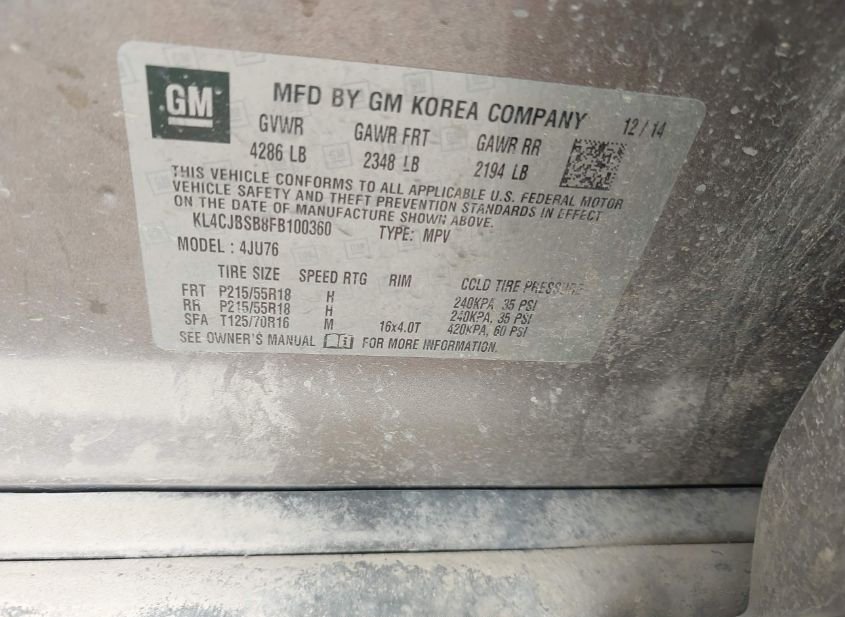 GM MFD BY GM KOREA COMPANY 12/14
GVWR GAWR FRT GAWR RR
4286 LB 2348 LB 2194 LB
THIS VEHICLE CONFORMS TO ALL APPLICABLE U.S. FEDERAL MOTOR
VEHICLE SAFETY AND THEFT PREVENTION STANDARDS IN EFFECT
ON THE DATE OF MANUFACTURE SHOWN ABOVE.
KL4CJBSB8FB100360 TYPE: MPV
MODEL : 4JU76
TIRE SIZE SPEED RTG RIM COLD TIRE PRESSURE
FRT P215/55R18 H 240KPA, 35 PSI
RR P215/55R18 H 240KPA, 35 PSI
SFA T125/70R16 M 16x4.0T 420KPA, 60 PSI
SEE OWNER'S MANUAL i FOR MORE INFORMATION.